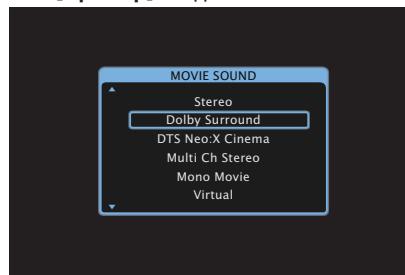 MOVIE SOUND
Stereo
Dolby Surround
DTS Neo:X Cinema
Multi Ch Stereo
Mono Movie
Virtual